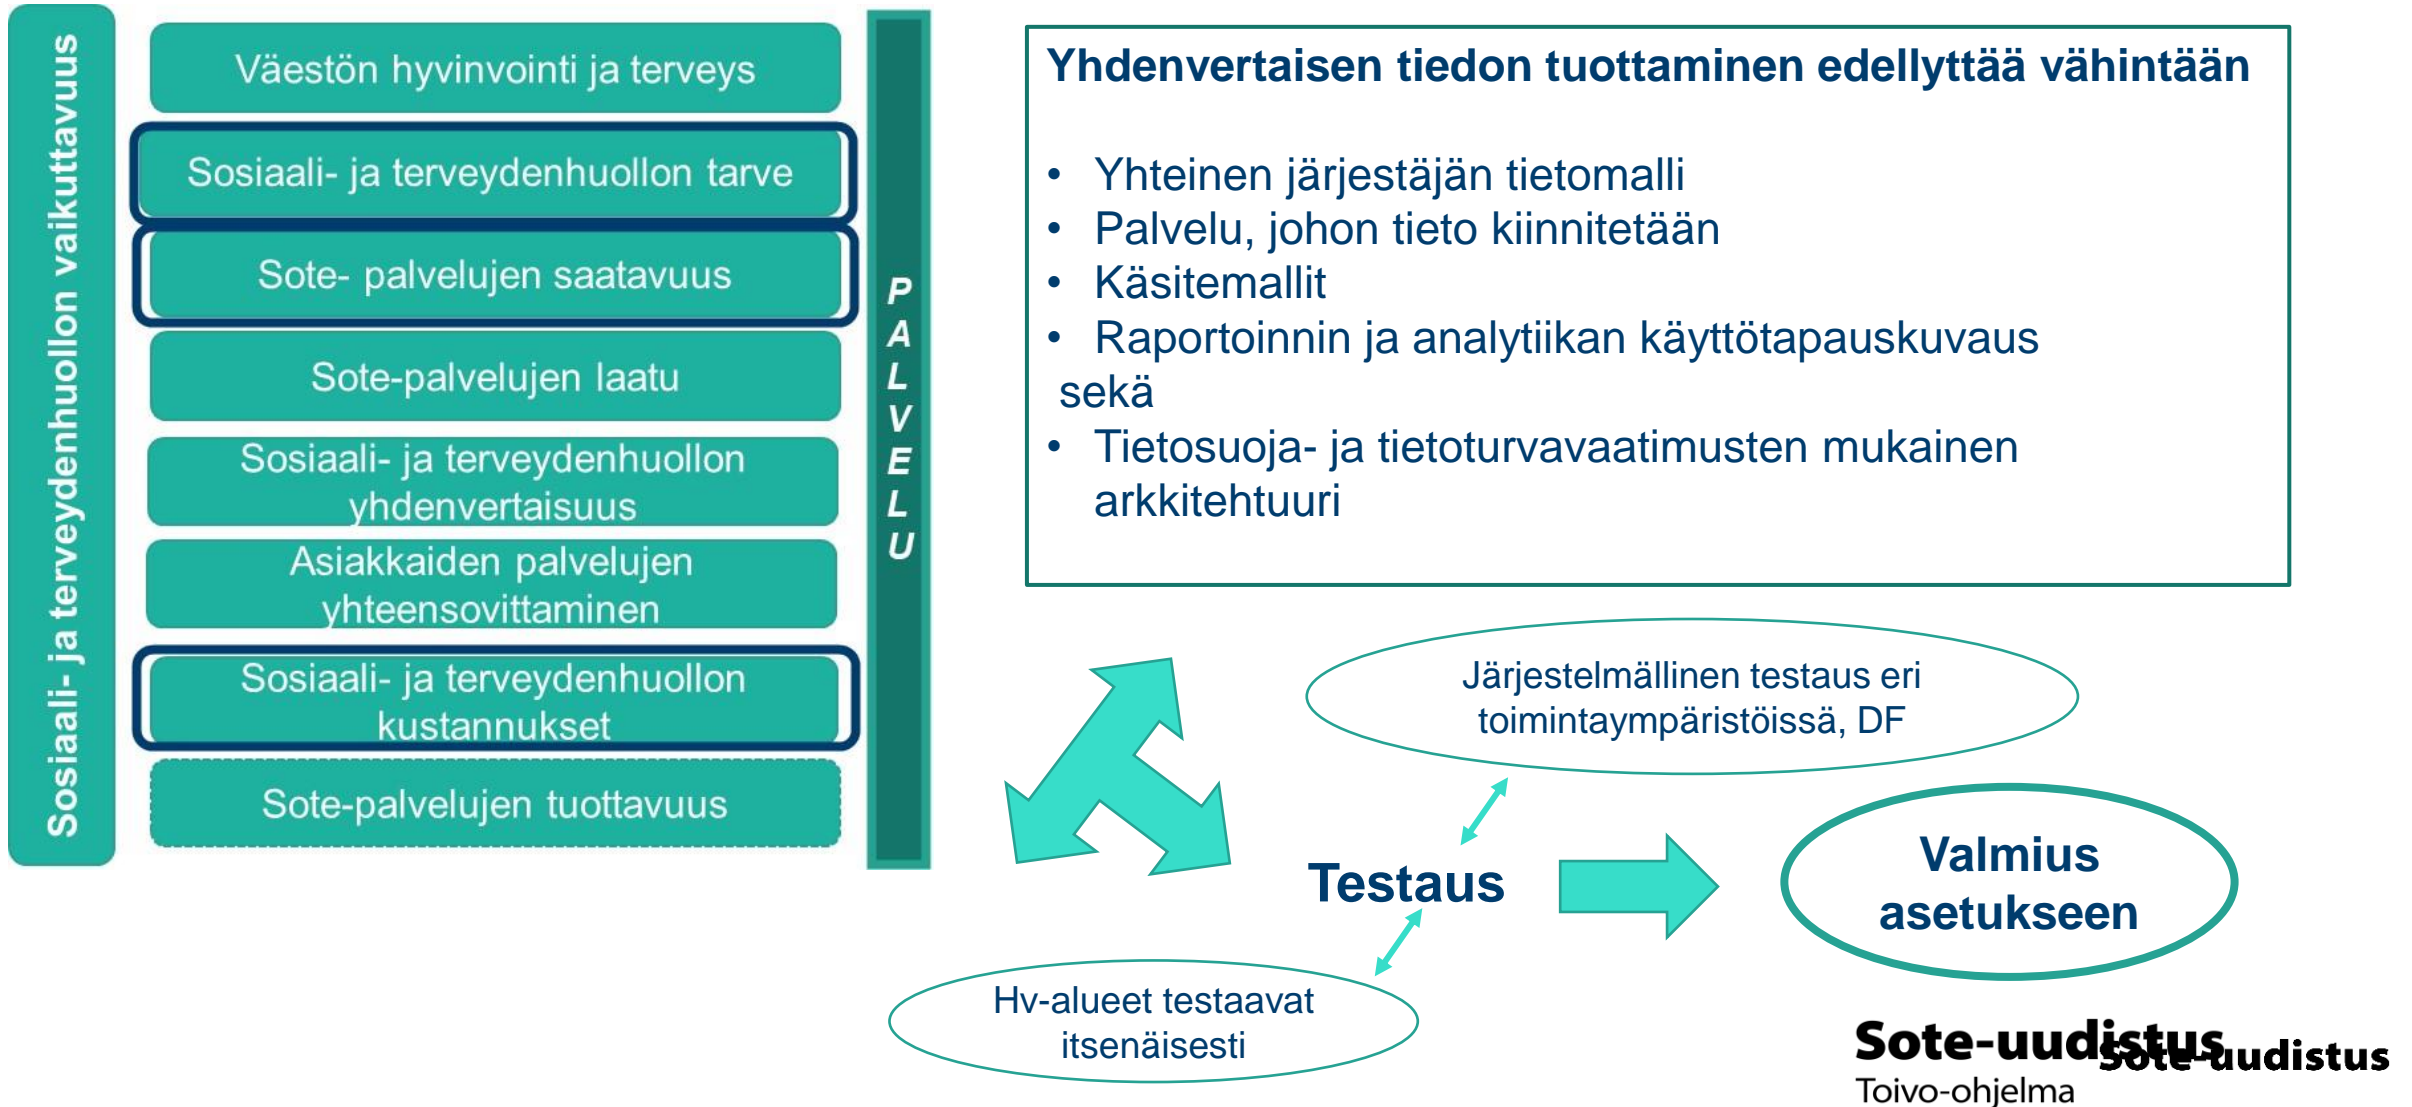 Sosiaali- ja terveydenhuollon vaikuttavuus
Väestön hyvinvointi ja terveys
Sosiaali- ja terveydenhuollon tarve
Sote- palvelujen saatavuus
Sote-palvelujen laatu
Sosiaali- ja terveydenhuollon
yhdenvertaisuus
Asiakkaiden palvelujen
yhteensovittaminen
Sosiaali- ja terveydenhuollon
kustannukset
Sote-palvelujen tuottavuus
PALVELU
Yhdenvertaisen tiedon tuottaminen edellyttää vähintään
• Yhteinen järjestäjän tietomalli
• Palvelu, johon tieto kiinnitetään
• Käsitemallit
• Raportoinnin ja analytiikan käyttötapauskuvaus
sekä
• Tietosuoja- ja tietoturvavaatimusten mukainen
arkkitehtuuri
Järjestelmällinen testaus eri
toimintaympäristöissä, DF
Testaus
Valmius
asetukseen
Hv-alueet testaavat
itsenäisesti
Sote-uudistus
Sote-uudistus
Toivo-ohjelma